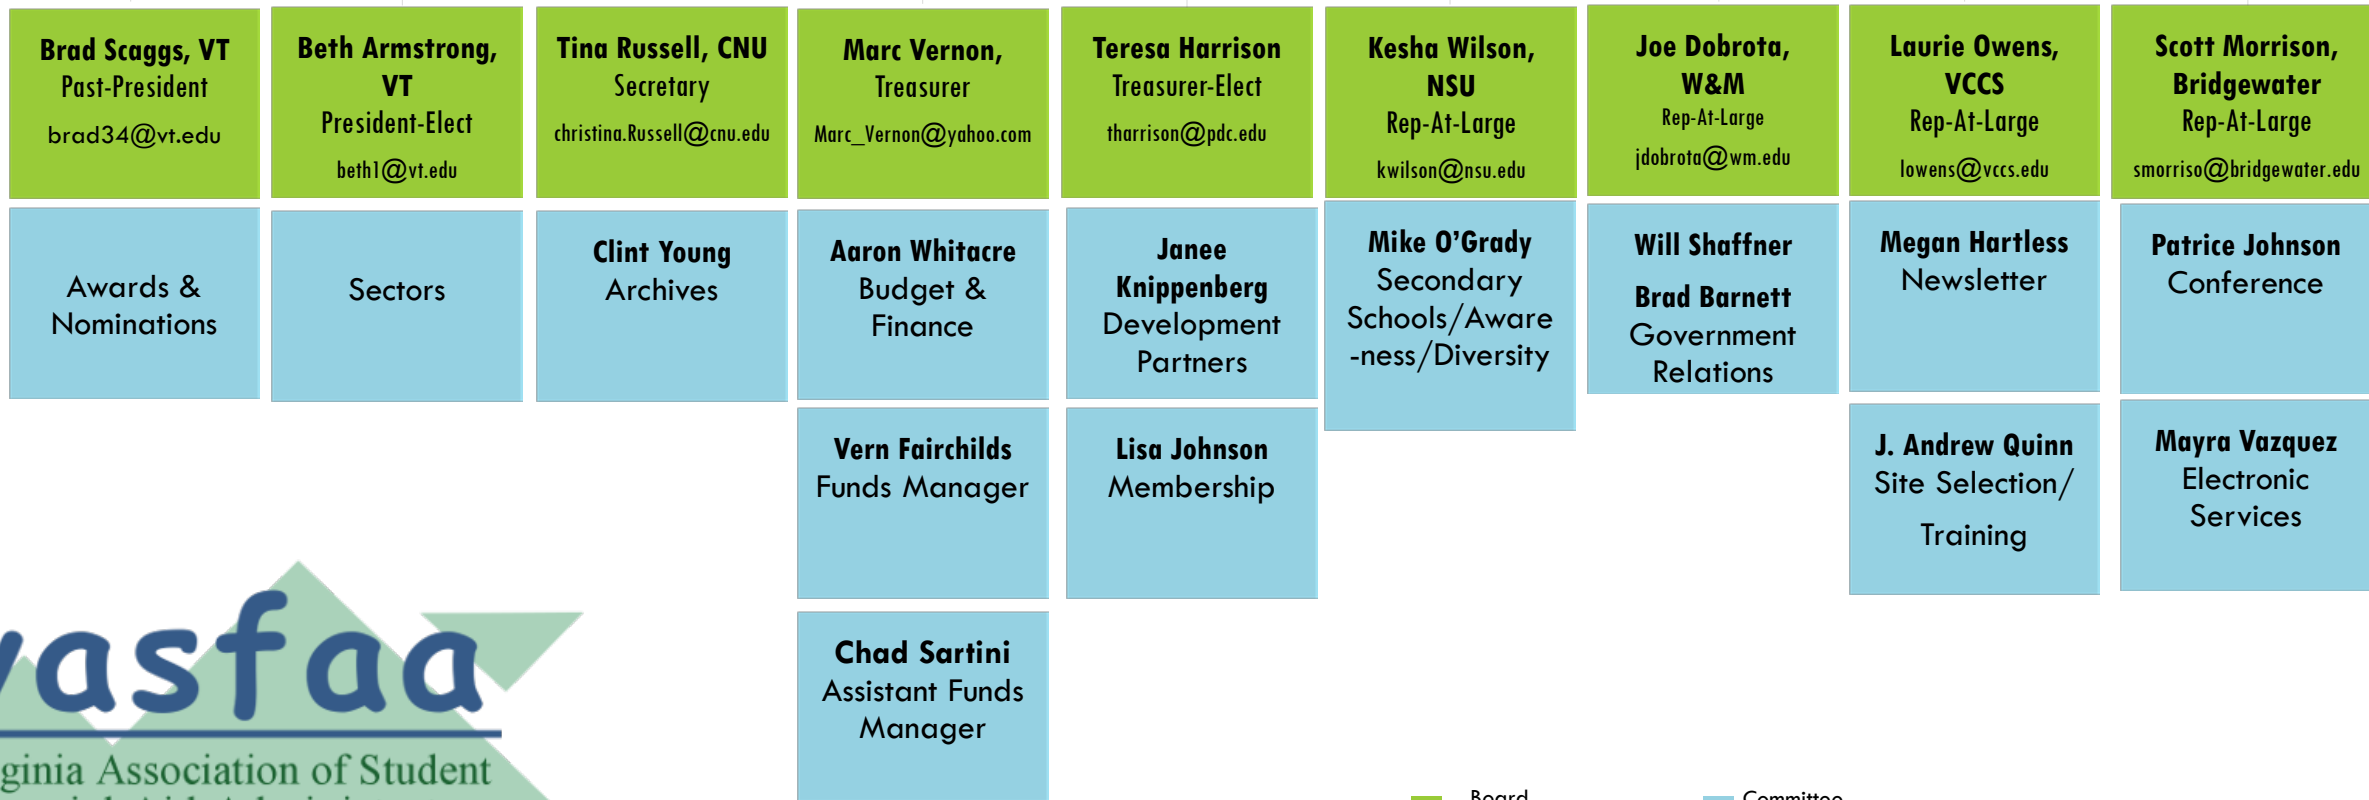 Brad Scaggs, VT
Past-President
brad34@vt.edu
Beth Armstrong,
VT
President-Elect
beth1@vt.edu
Tina Russell, CNU
Secretary
christina.Russell@cnu.edu
Marc Vernon,
Treasurer
Marc_Vernon@yahoo.com
Teresa Harrison
Treasurer-Elect
tharrison@pdc.edu
Kesha Wilson,
NSU
Rep-At-Large
kwilson@nsu.edu
Joe Dobrota,
W&M
Rep-At-Large
jdobrota@wm.edu
Laurie Owens,
VCCS
Rep-At-Large
lowens@vccs.edu
Scott Morrison,
Bridgewater
Rep-At-Large
smorriso@bridgewater.edu
Awards &
Nominations
Sectors
Clint Young
Archives
Aaron Whitacre
Budget &
Finance
Janee
Knippenberg
Development
Partners
Mike O’Grady
Secondary
Schools/Aware
-ness/Diversity
Will Shaffner
Brad Barnett
Government
Relations
Megan Hartless
Newsletter
Patrice Johnson
Conference
Vern Fairchilds
Funds Manager
Lisa Johnson
Membership
J. Andrew Quinn
Site Selection/
Training
Mayra Vazquez
Electronic
Services
Chad Sartini
Assistant Funds
Manager
vasfaa
ginia Association of Student
Board
Committee